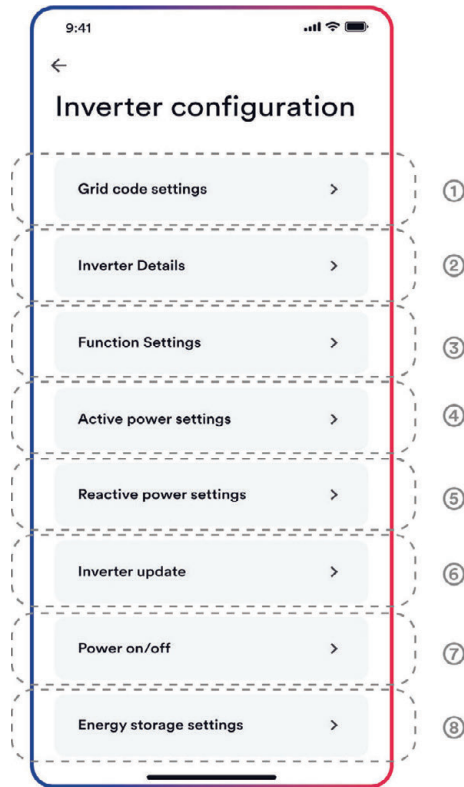 9:41
Inverter configuration
Grid code settings
①
Inverter Details
②
Function Settings
③
Active power settings
④
Reactive power settings
⑤
Inverter update
⑥
Power on/off
⑦
Energy storage settings
⑧